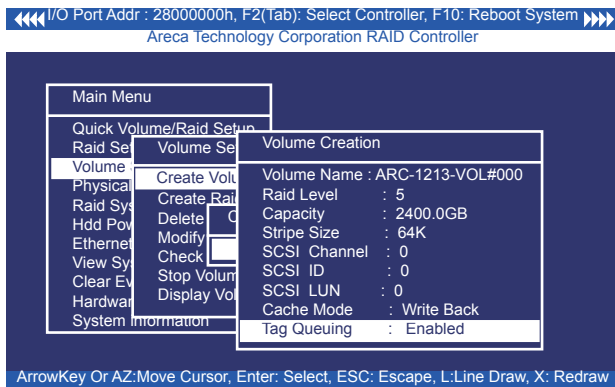 I/O Port Addr : 28000000h, F2(Tab): Select Controller, F10: Reboot System
Areca Technology Corporation RAID Controller
Main Menu
Quick Volume/Raid Setup
Raid Set
Volume
Physical
Raid Sys
Hdd Pow
Ethernet
View Sys
Clear Ev
Hardwar
System Information
Volume Se
Create Volu
Create Rai
Delete
Modify
Check
Stop Volum
Display Vol
C
Volume Creation
Volume Name : ARC-1213-VOL#000
Raid Level : 5
Capacity : 2400.0GB
Stripe Size : 64K
SCSI Channel : 0
SCSI ID : 0
SCSI LUN : 0
Cache Mode : Write Back
Tag Queuing : Enabled
ArrowKey Or AZ:Move Cursor, Enter: Select, ESC: Escape, L:Line Draw, X: Redraw